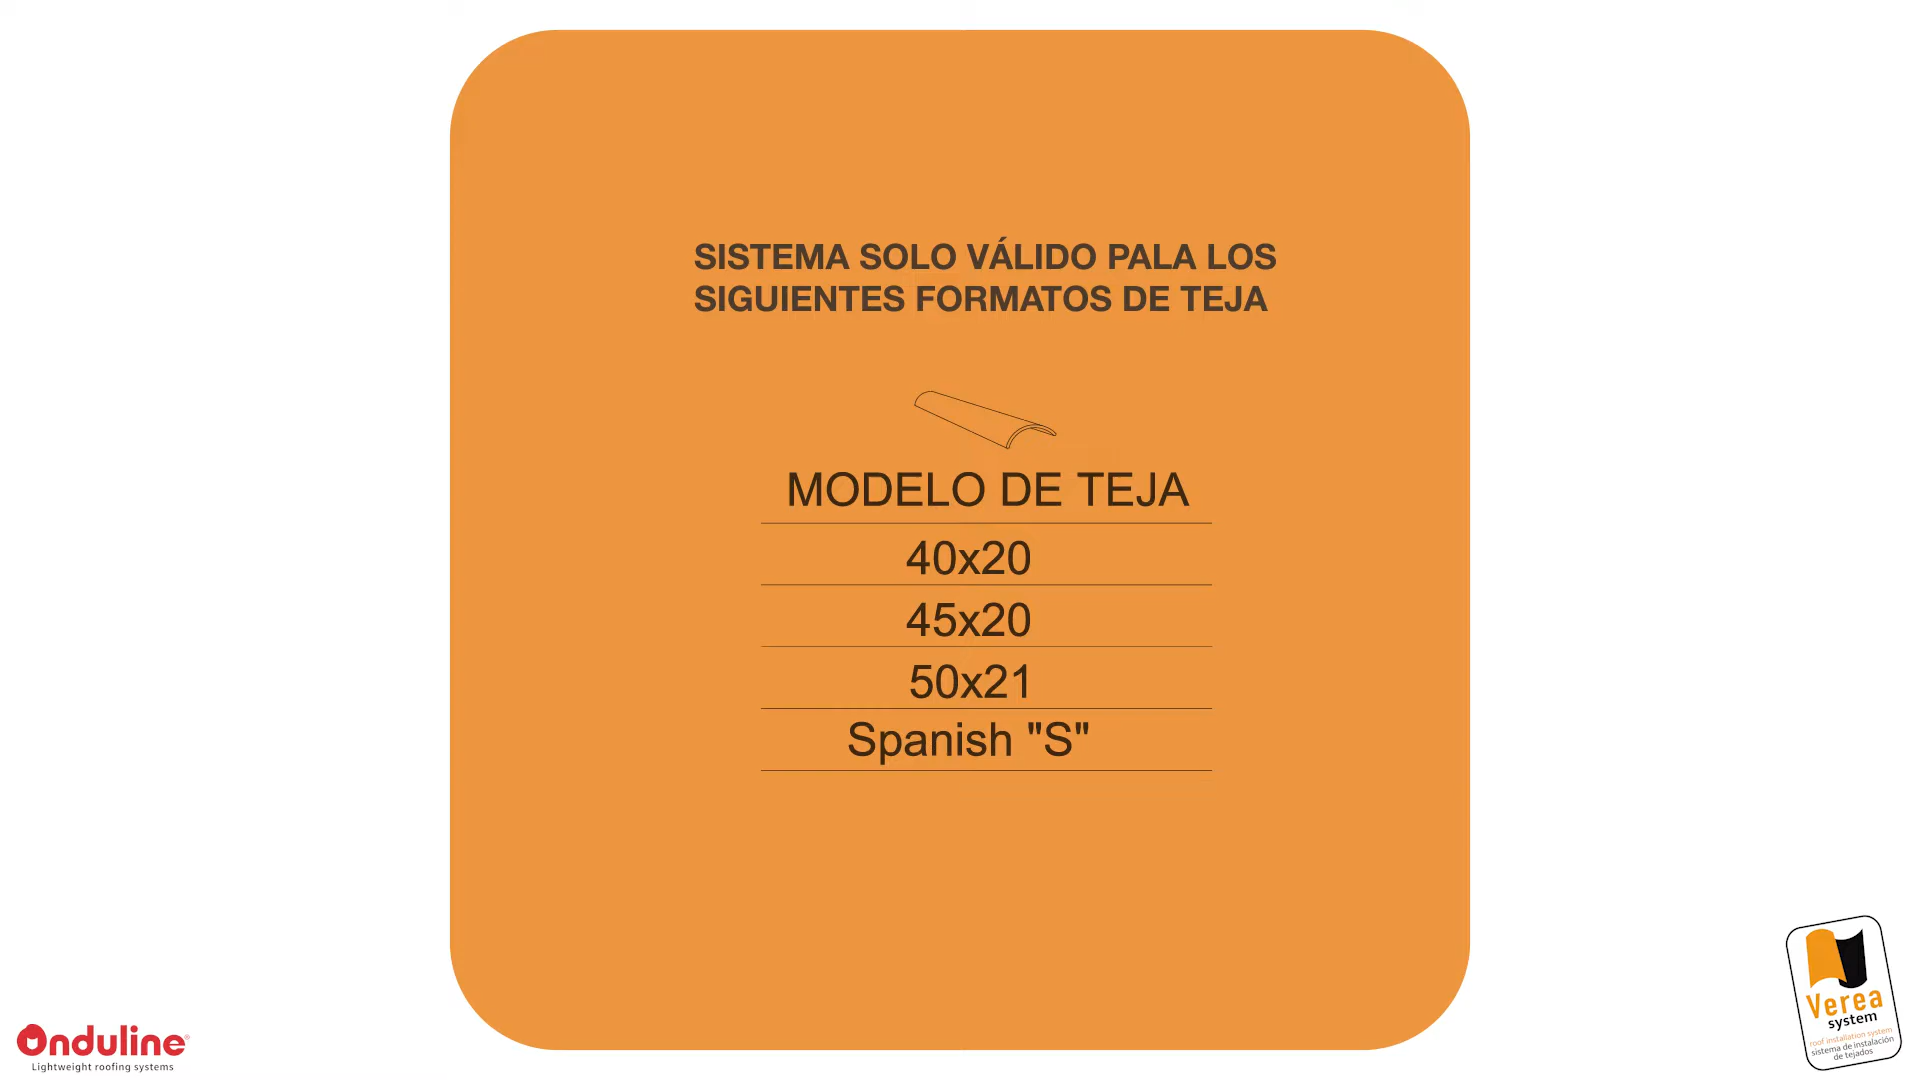 SISTEMA SOLO VÁLIDO PALA LOS
SIGUIENTES FORMATOS DE TEJA
MODELO DE TEJA
40x20
45x20
50x21
Spanish "S"
Onduline®
Lightweight roofing systems
Verea
system
roof installation system
sistema de instalación
de tejados